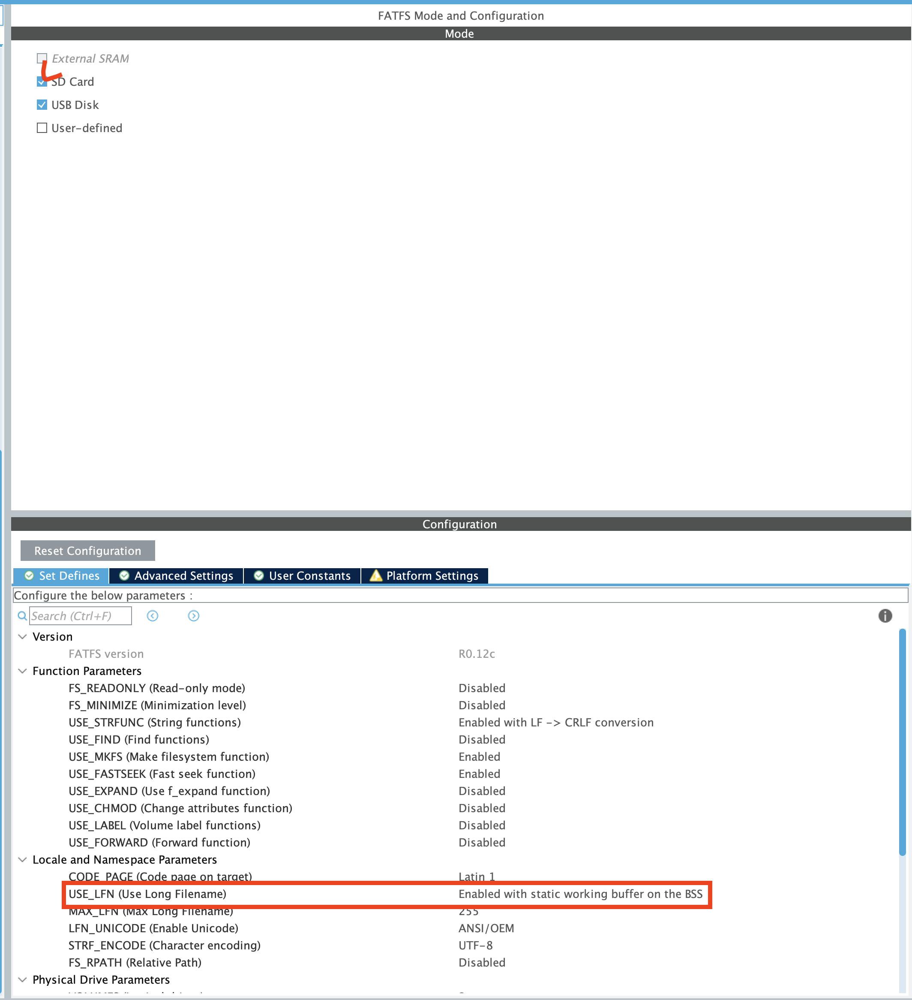 FATFS Mode and Configuration
Mode
External SRAM
SD Card
USB Disk
User-defined
Configuration
Reset Configuration
Set Defines Advanced Settings User Constants Platform Settings
Configure the below parameters :
Search (Ctrl+F)
Version
FATFS version R0.12c
Function Parameters
FS_READONLY (Read-only mode) Disabled
FS_MINIMIZE (Minimization level) Disabled
USE_STRFUNC (String functions) Enabled with LF -> CRLF conversion
USE_FIND (Find functions) Disabled
USE_MKFS (Make filesystem function) Enabled
USE_FASTSEEK (Fast seek function) Enabled
USE_EXPAND (Use f_expand function) Disabled
USE_CHMOD (Change attributes function) Disabled
USE_LABEL (Volume label functions) Disabled
USE_FORWARD (Forward function) Disabled
Locale and Namespace Parameters
CODE_PAGE (Code page on target) Latin 1
USE_LFN (Use Long Filename) Enabled with static working buffer on the BSS
MAX_LFN (Max Long Filename) 255
LFN_UNICODE (Enable Unicode) ANSI/OEM
STRF_ENCODE (Character encoding) UTF-8
FS_RPATH (Relative Path) Disabled
Physical Drive Parameters